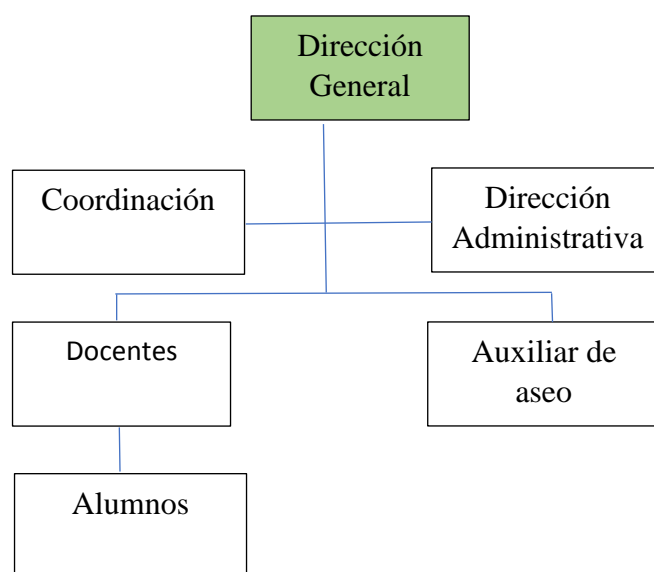 Dirección
General
Coordinación
Dirección
Administrativa
Docentes
Auxiliar de
aseo
Alumnos